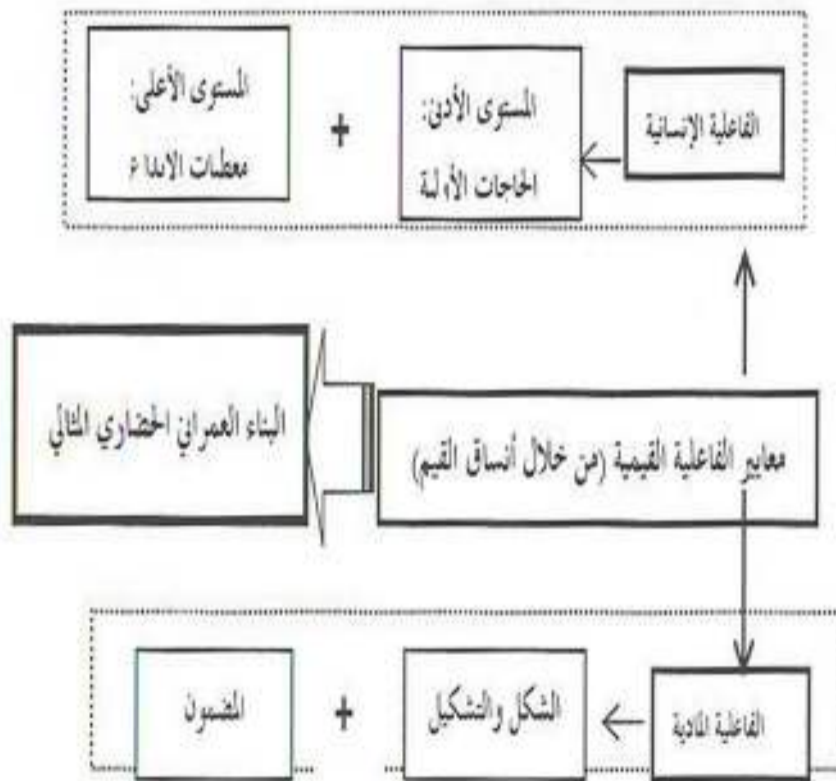 الفاعلية الإنسانية
المستوى الأدنى:
الحاجات الأولية
+
المستوى الأعلى:
معطيات الابداع
معايير الفاعلية القيمية (من خلال أنساق القيم)
البناء العمراني الحضاري المثالي
الفاعلية المادية
الشكل والتشكيل
+
المضمون